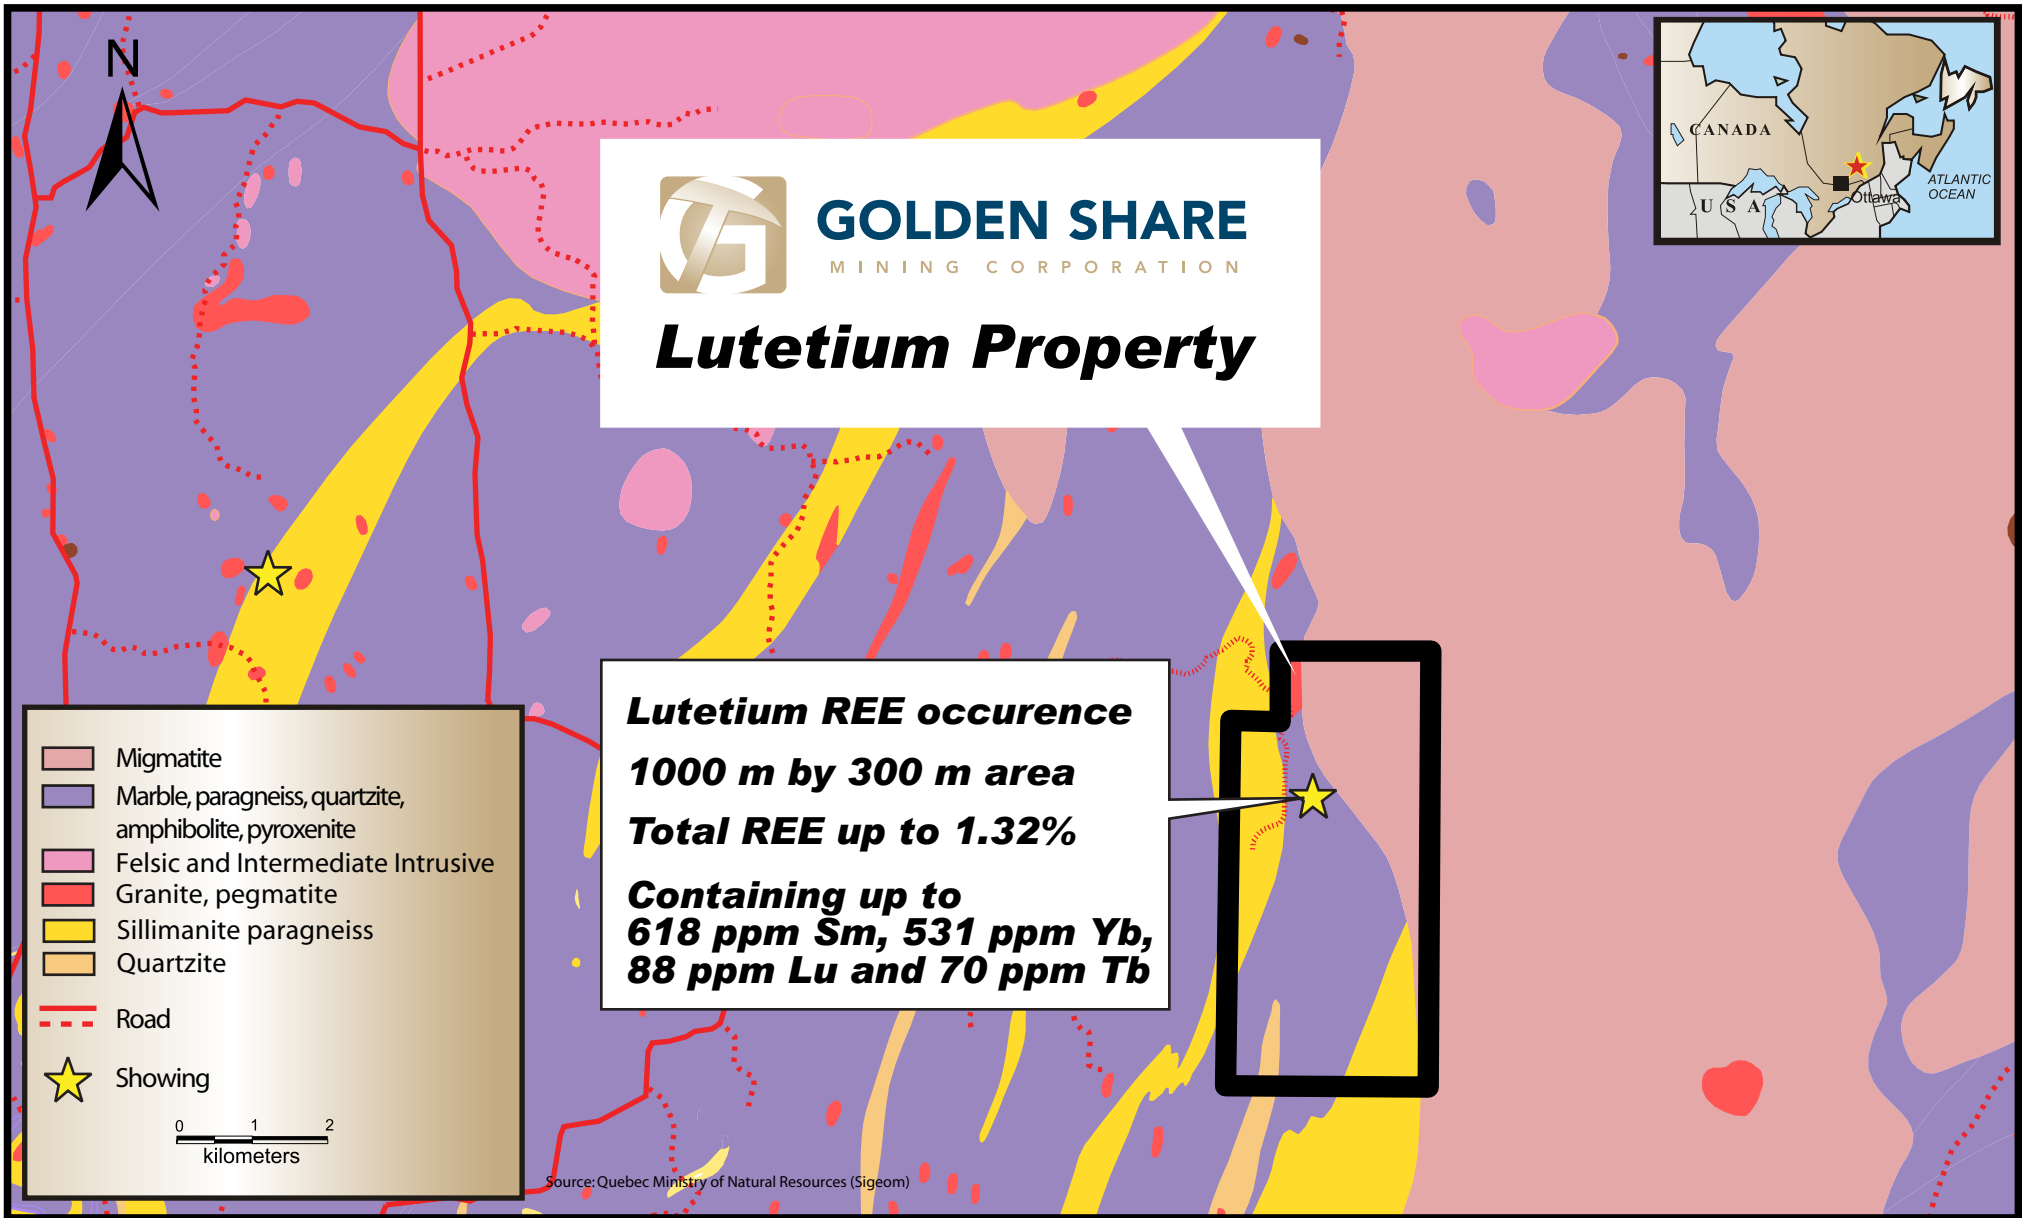 N
GOLDEN SHARE
MINING CORPORATION
Lutetium Property
CANADA
USA
Ottawa
ATLANTIC
OCEAN
Lutetium REE occurence
1000 m by 300 m area
Total REE up to 1.32%
Containing up to
618 ppm Sm, 531 ppm Yb,
88 ppm Lu and 70 ppm Tb
Migmatite
Marble, paragneiss, quartzite,
amphibolite, pyroxenite
Felsic and Intermediate Intrusive
Granite, pegmatite
Sillimanite paragneiss
Quartzite
Road
Showing
0 1 2
kilometers
Source: Quebec Ministry of Natural Resources (Sigeom)